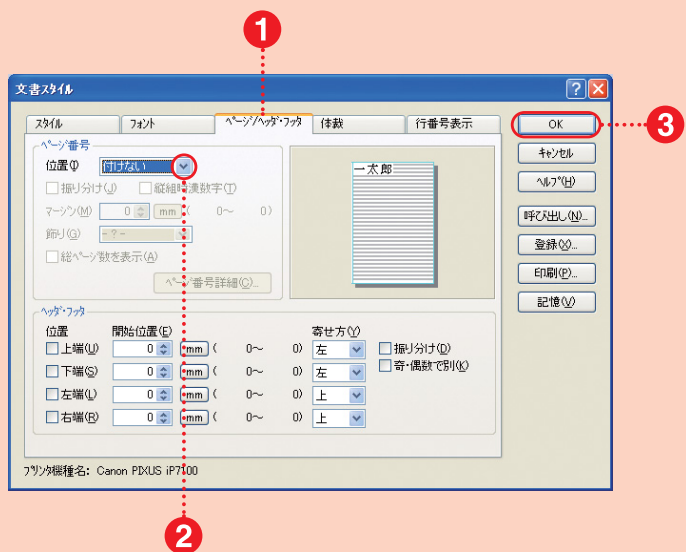 1
文書スタイル
スタイル フォント ページ/ヘッダ・フッタ 体裁 行番号表示
OK
3
キャンセル
ヘルプ(H)
呼び出し(N)...
登録(X)...
印刷(P)...
記憶(V)
ページ番号
位置(I) 付けない
振り分け(J) 縦組時漢数字(T)
マージン(M) 0 mm ( 0～ 0)
飾り(G) -?-
総ページ数を表示(A)
ページ番号詳細(C)...
一太郎
ヘッダ・フッタ
位置 開始位置(E) 寄せ方(Y)
上端(U) 0 mm ( 0～ 0) 左 振り分け(D)
下端(S) 0 mm ( 0～ 0) 左 奇・偶数で別(K)
左端(L) 0 mm ( 0～ 0) 上
右端(R) 0 mm ( 0～ 0) 上
プリンタ機種名: Canon PIXUS iP7100
2